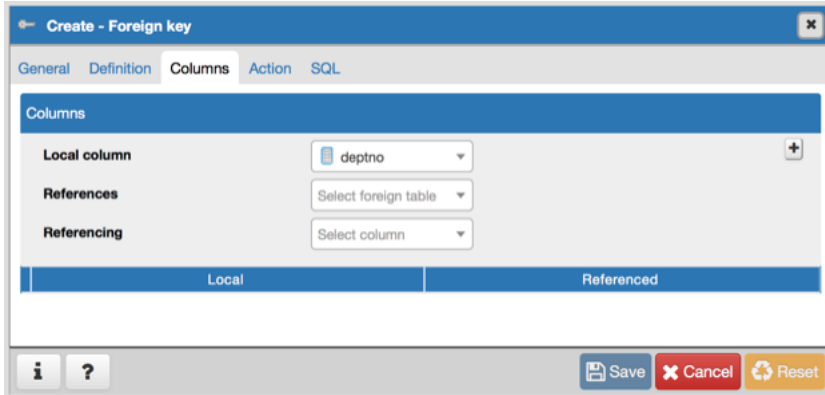 Create - Foreign key
General Definition Columns Action SQL
Columns
Local column deptno
References Select foreign table
Referencing Select column
Local Referenced
i ? Save Cancel Reset